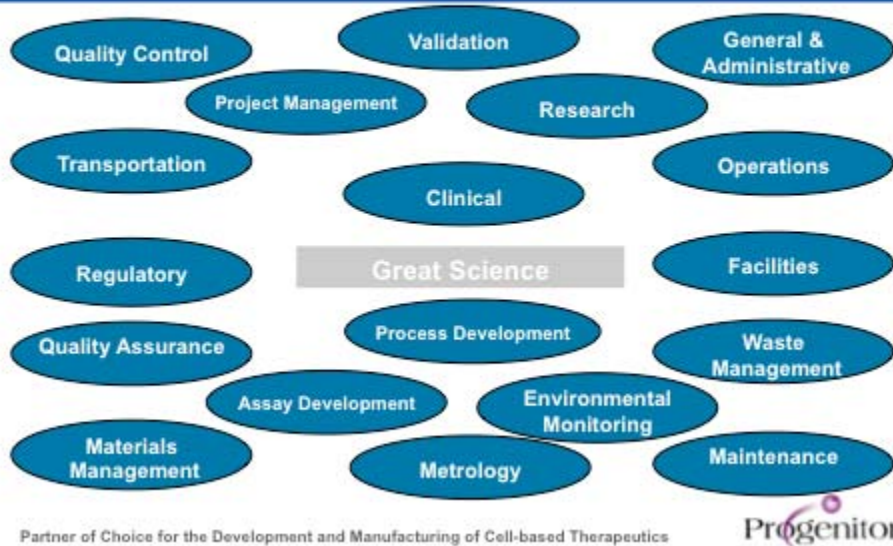 Quality Control
Validation
General &
Administrative
Project Management
Research
Transportation
Operations
Clinical
Regulatory
Great Science
Facilities
Quality Assurance
Process Development
Waste
Management
Assay Development
Environmental
Monitoring
Materials
Management
Metrology
Maintenance
Partner of Choice for the Development and Manufacturing of Cell-based Therapeutics
Progenitor